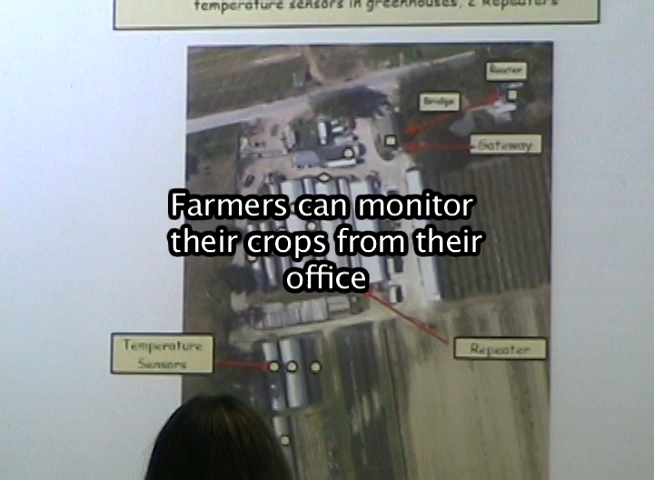 temperature sensors in greenhouses, 2 Repeaters
Router
Bridge
Gateway
Farmers can monitor
their crops from their
office
Temperature
Sensors
Repeater